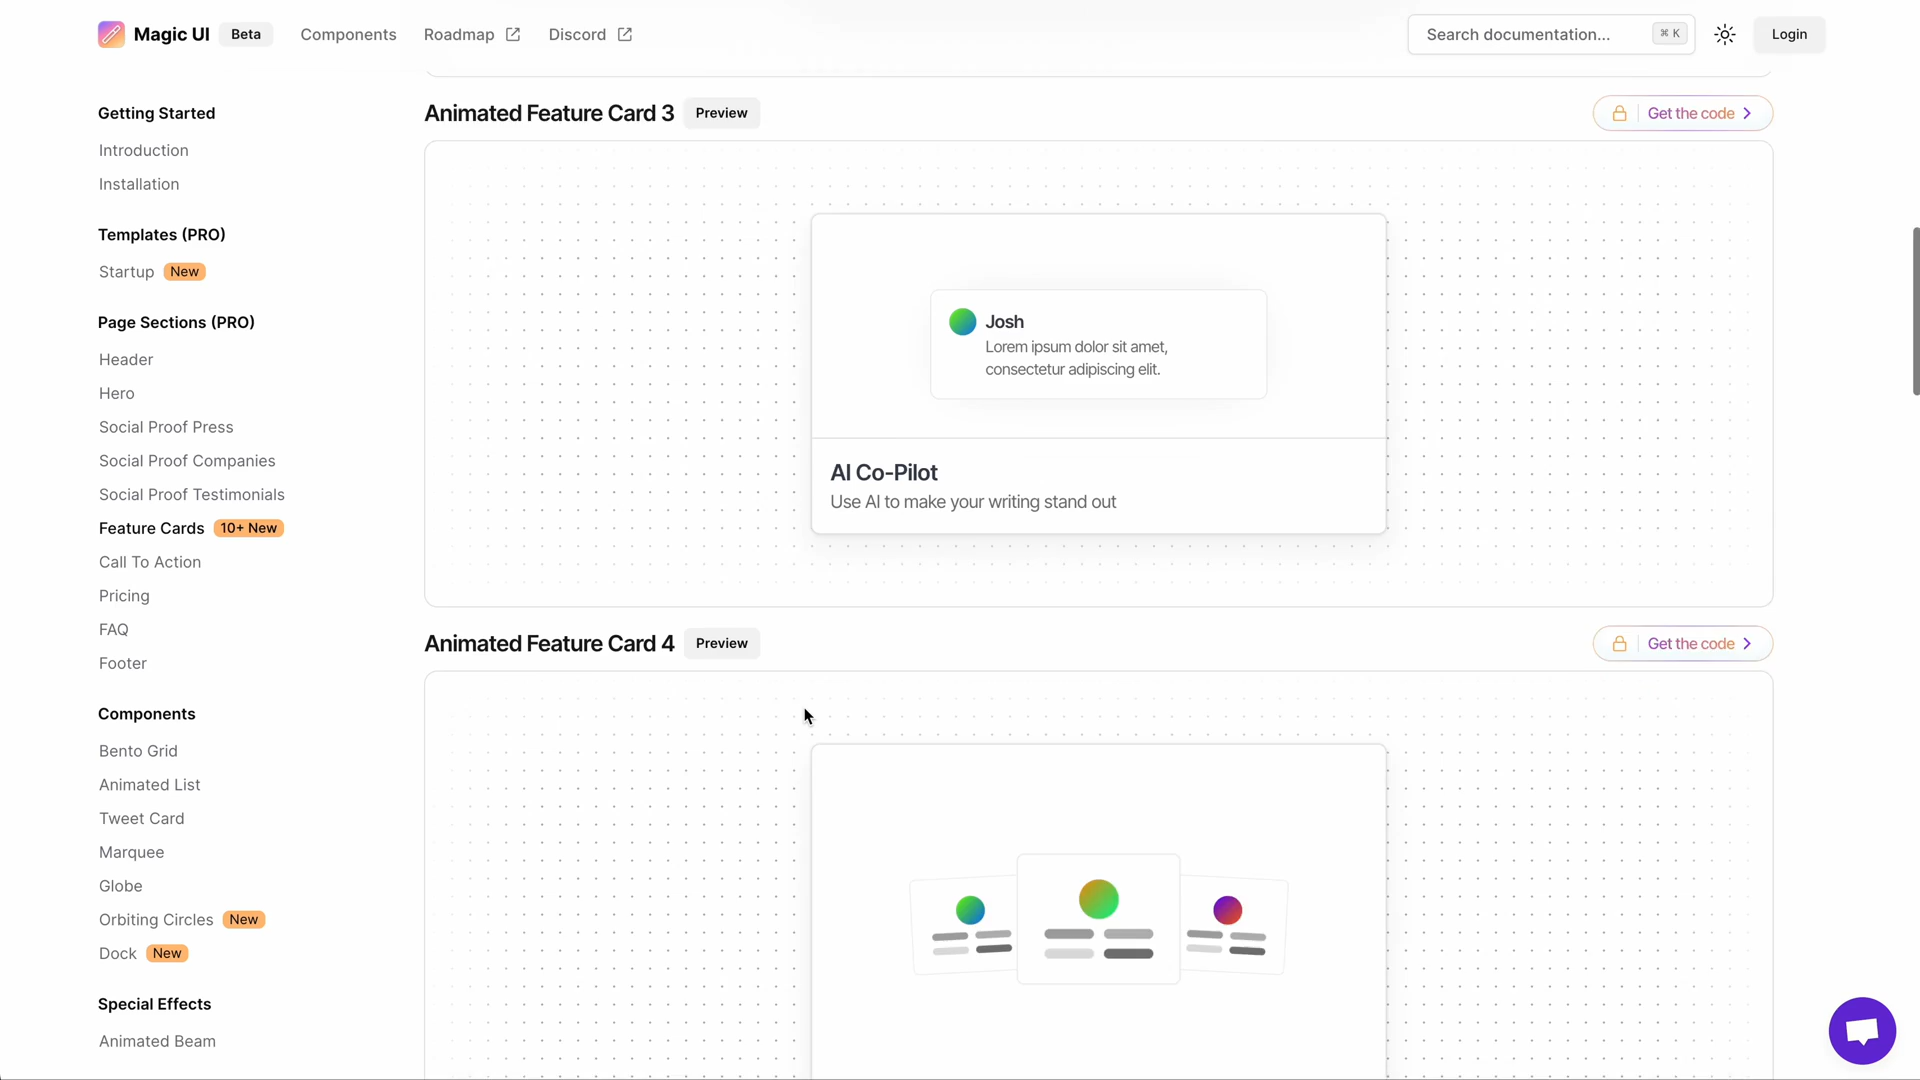 Magic UI Beta Components Roadmap Discord Search documentation... ⌘ K Login
Getting Started
Introduction
Installation
Templates (PRO)
Startup New
Page Sections (PRO)
Header
Hero
Social Proof Press
Social Proof Companies
Social Proof Testimonials
Feature Cards 10+ New
Call To Action
Pricing
FAQ
Footer
Components
Bento Grid
Animated List
Tweet Card
Marquee
Globe
Orbiting Circles New
Dock New
Special Effects
Animated Beam
Animated Feature Card 3 Preview Get the code
Josh
Lorem ipsum dolor sit amet,
consectetur adipiscing elit.
AI Co-Pilot
Use AI to make your writing stand out
Animated Feature Card 4 Preview Get the code